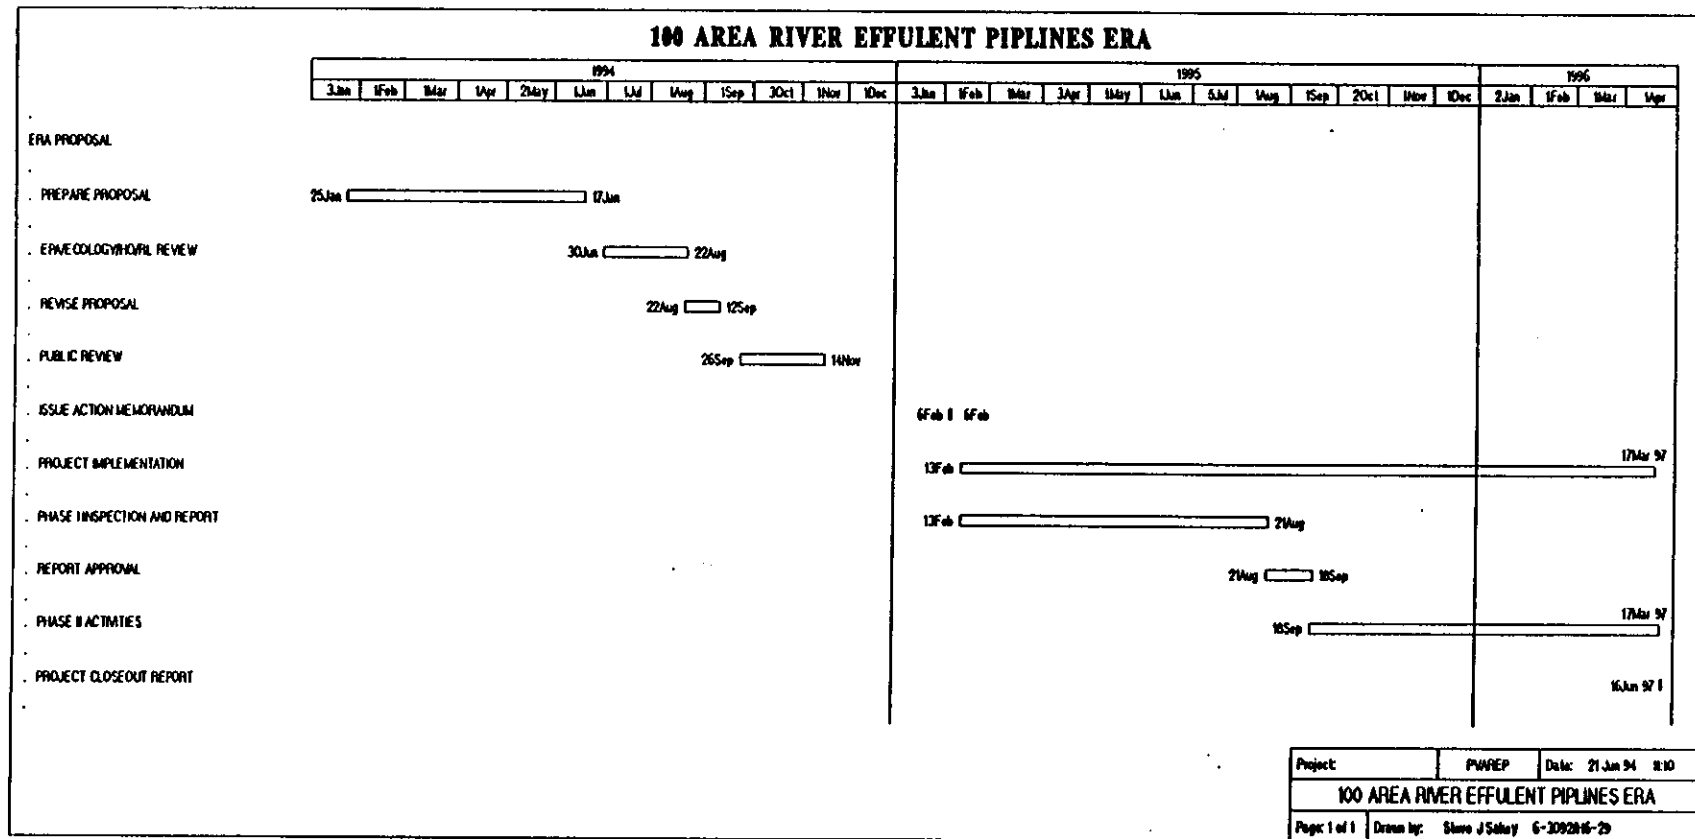 100 AREA RIVER EFFULENT PIPLINES ERA
1994 1995 1996
3Jan 1Feb 1Mar 1Apr 2May 1Jun 1Jul 1Aug 1Sep 3Oct 1Nov 1Dec 3Jan 1Feb 1Mar 3Apr 1May 1Jun 5Jul 1Aug 1Sep 2Oct 1Nov 1Dec 2Jan 1Feb 1Mar 1Apr
ERA PROPOSAL
. PREPARE PROPOSAL 25Jan 17Jun
. EPA/ECOLOGY/HQ/RL REVIEW 30Jun 22Aug
. REVISE PROPOSAL 22Aug 12Sep
. PUBLIC REVIEW 26Sep 14Nov
. ISSUE ACTION MEMORANDUM 6Feb 6Feb
. PROJECT IMPLEMENTATION 13Feb 17Mar 97
. PHASE I INSPECTION AND REPORT 13Feb 21Aug
. REPORT APPROVAL 21Aug 18Sep
. PHASE II ACTIVITIES 18Sep 17Mar 97
. PROJECT CLOSEOUT REPORT 16Jun 97
Project: PWAREP Date: 21 Jun 94 11:10
100 AREA RIVER EFFULENT PIPLINES ERA
Page: 1 of 1 Drawn by: Steve J